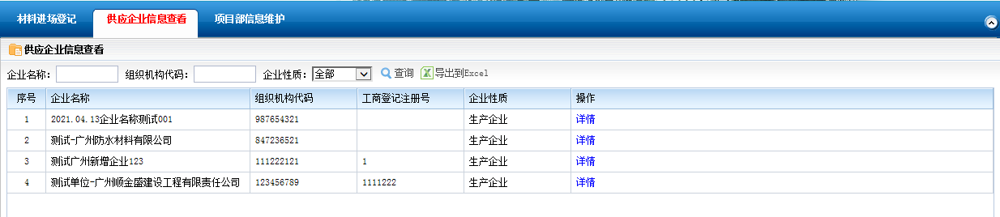 材料进场登记 供应企业信息查看 项目部信息维护
供应企业信息查看
企业名称： 组织机构代码： 企业性质： 全部 查询 导出到Excel
序号 企业名称 组织机构代码 工商登记注册号 企业性质 操作
1 2021.04.13企业名称测试001 987654321 生产企业 详情
2 测试-广州防水材料有限公司 847236521 生产企业 详情
3 测试广州新增企业123 111222121 1 生产企业 详情
4 测试单位-广州顺金盛建设工程有限责任公司 123456789 1111222 生产企业 详情